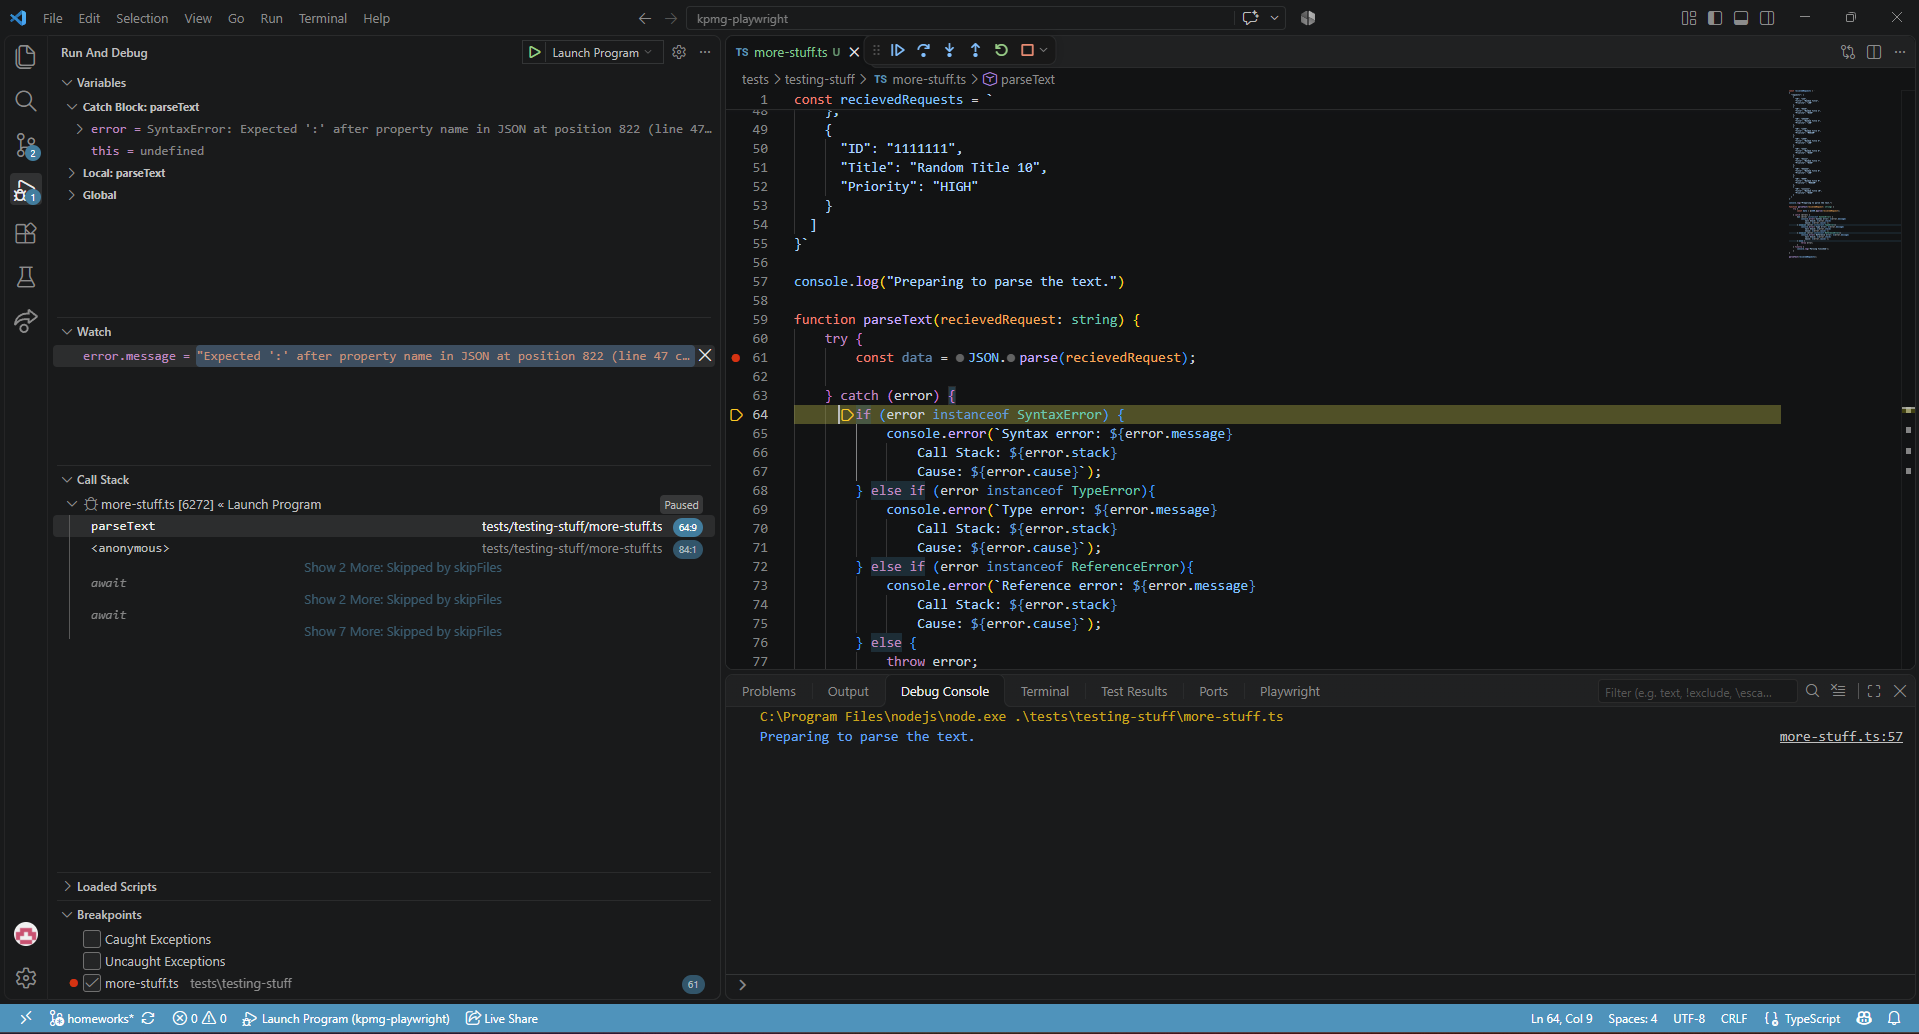 File Edit Selection View Go Run Terminal Help
kpmg-playwright
Run And Debug
Launch Program
Variables
Catch Block: parseText
error = SyntaxError: Expected ':' after property name in JSON at position 822 (line 47…
this = undefined
Local: parseText
Global
Watch
error.message = "Expected ':' after property name in JSON at position 822 (line 47 c…
Call Stack
more-stuff.ts [6272] « Launch Program
Paused
parseText tests/testing-stuff/more-stuff.ts 64:9
<anonymous> tests/testing-stuff/more-stuff.ts 84:1
Show 2 More: Skipped by skipFiles
await
Show 2 More: Skipped by skipFiles
await
Show 7 More: Skipped by skipFiles
Loaded Scripts
Breakpoints
Caught Exceptions
Uncaught Exceptions
more-stuff.ts tests\testing-stuff 61
2
1
TS more-stuff.ts U
tests > testing-stuff > TS more-stuff.ts > parseText
1 const recievedRequests = `
48 },
49 {
50 "ID": "1111111",
51 "Title": "Random Title 10",
52 "Priority": "HIGH"
53 }
54 ]
55 }`
56
57 console.log("Preparing to parse the text.")
58
59 function parseText(recievedRequest: string) {
60 try {
61 const data = JSON.parse(recievedRequest);
62
63 } catch (error) {
64 if (error instanceof SyntaxError) {
65 console.error(`Syntax error: ${error.message}
66 Call Stack: ${error.stack}
67 Cause: ${error.cause}`);
68 } else if (error instanceof TypeError){
69 console.error(`Type error: ${error.message}
70 Call Stack: ${error.stack}
71 Cause: ${error.cause}`);
72 } else if (error instanceof ReferenceError){
73 console.error(`Reference error: ${error.message}
74 Call Stack: ${error.stack}
75 Cause: ${error.cause}`);
76 } else {
77 throw error;
Problems Output Debug Console Terminal Test Results Ports Playwright
Filter (e.g. text, !exclude, \esca...
C:\Program Files\nodejs\node.exe .\tests\testing-stuff\more-stuff.ts
Preparing to parse the text. more-stuff.ts:57
homeworks* 0 0 Launch Program (kpmg-playwright) Live Share
Ln 64, Col 9 Spaces: 4 UTF-8 CRLF { } TypeScript